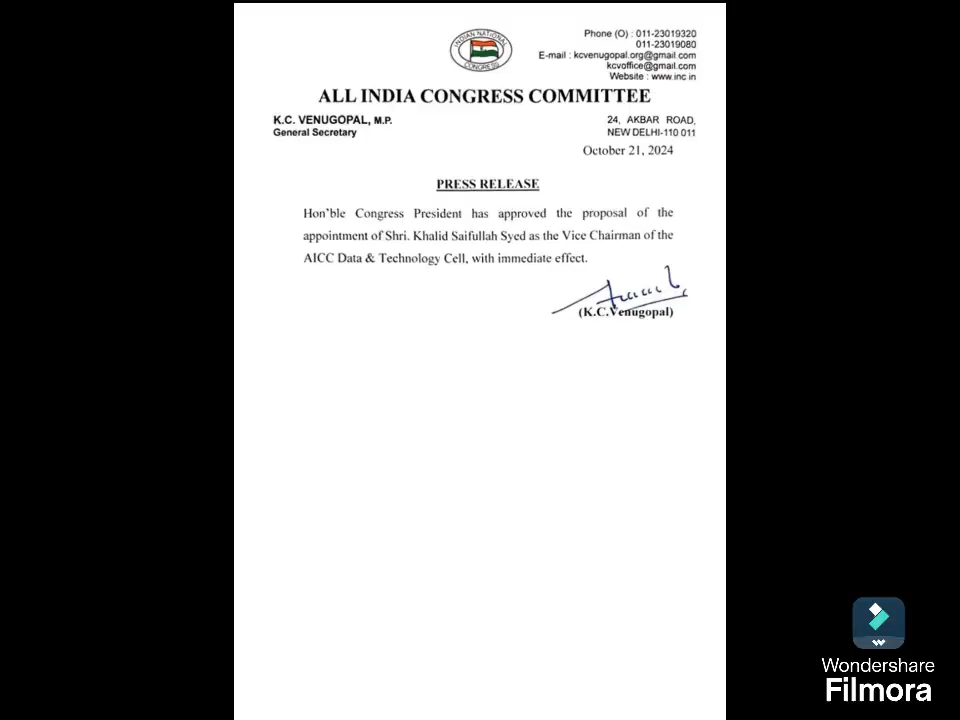 INDIAN NATIONAL
CONGRESS
Phone (O) : 011-23019320
011-23019080
E-mail : kcvenugopal.org@gmail.com
kcvoffice@gmail.com
Website : www.inc.in
ALL INDIA CONGRESS COMMITTEE
K.C. VENUGOPAL, M.P.
General Secretary
24, AKBAR ROAD,
NEW DELHI-110 011
October 21, 2024
PRESS RELEASE
Hon'ble Congress President has approved the proposal of the
appointment of Shri. Khalid Saifullah Syed as the Vice Chairman of the
AICC Data & Technology Cell, with immediate effect.
(K.C.Venugopal)
Wondershare
Filmora